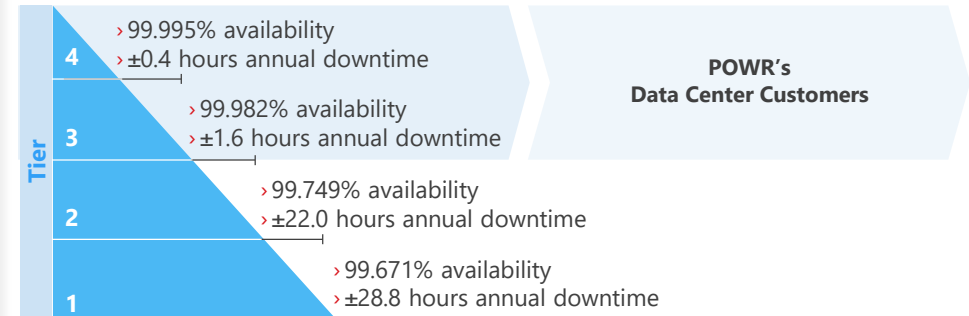 Tier
4
› 99.995% availability
› ±0.4 hours annual downtime
POWR's
Data Center Customers
3
› 99.982% availability
› ±1.6 hours annual downtime
2
› 99.749% availability
› ±22.0 hours annual downtime
1
› 99.671% availability
› ±28.8 hours annual downtime